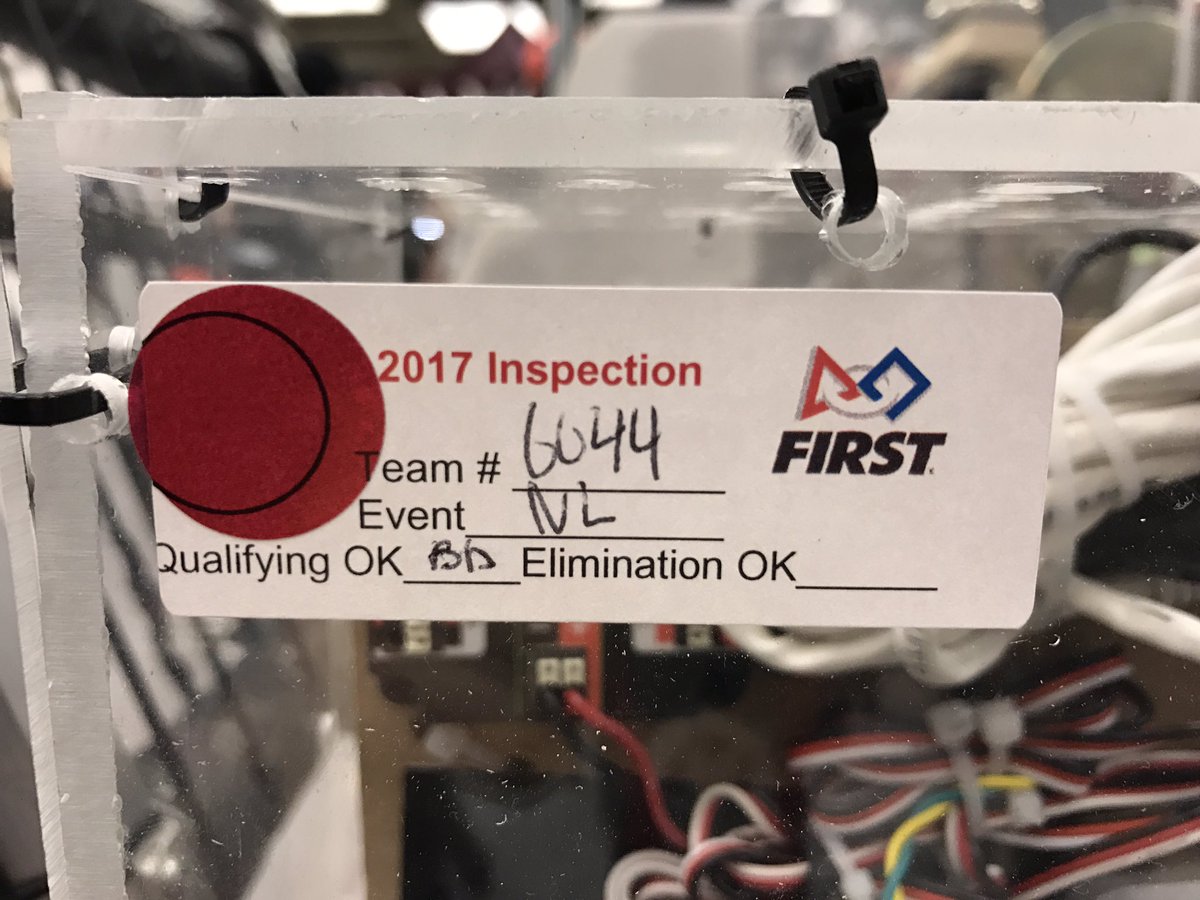 2017 Inspection
Team # 6044
Event NL
Qualifying OK BD Elimination OK
FIRST